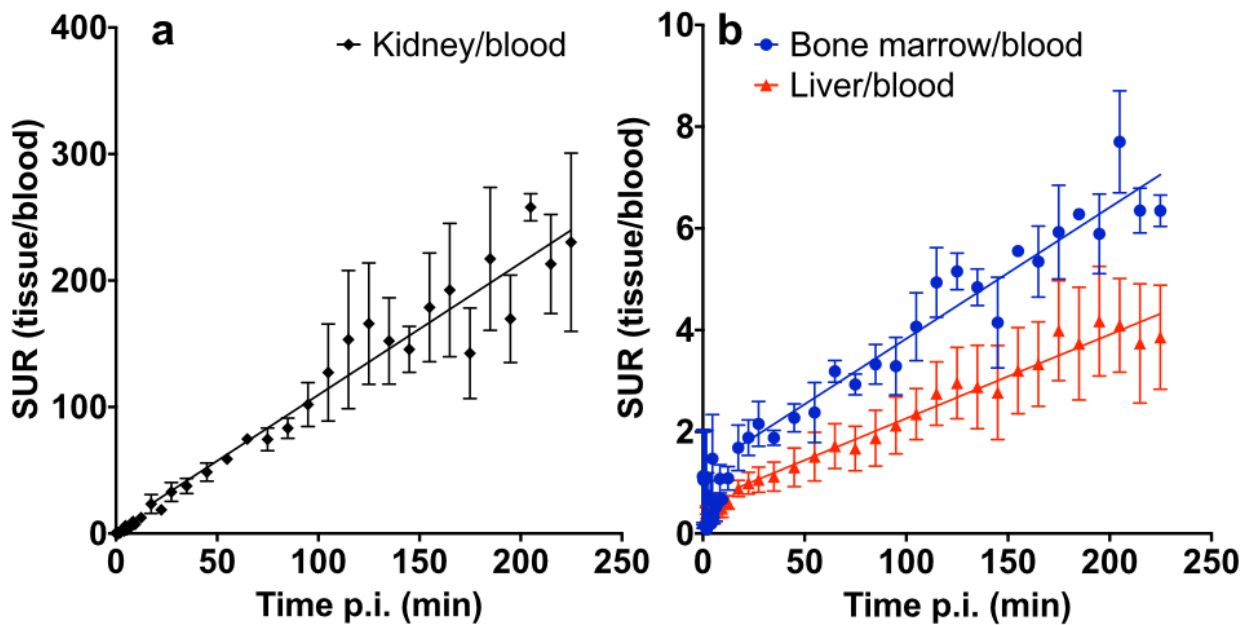 a
Kidney/blood
400
300
200
100
0
SUR (tissue/blood)
0 50 100 150 200 250
Time p.i. (min)
b
Bone marrow/blood
Liver/blood
10
8
6
4
2
0
SUR (tissue/blood)
0 50 100 150 200 250
Time p.i. (min)